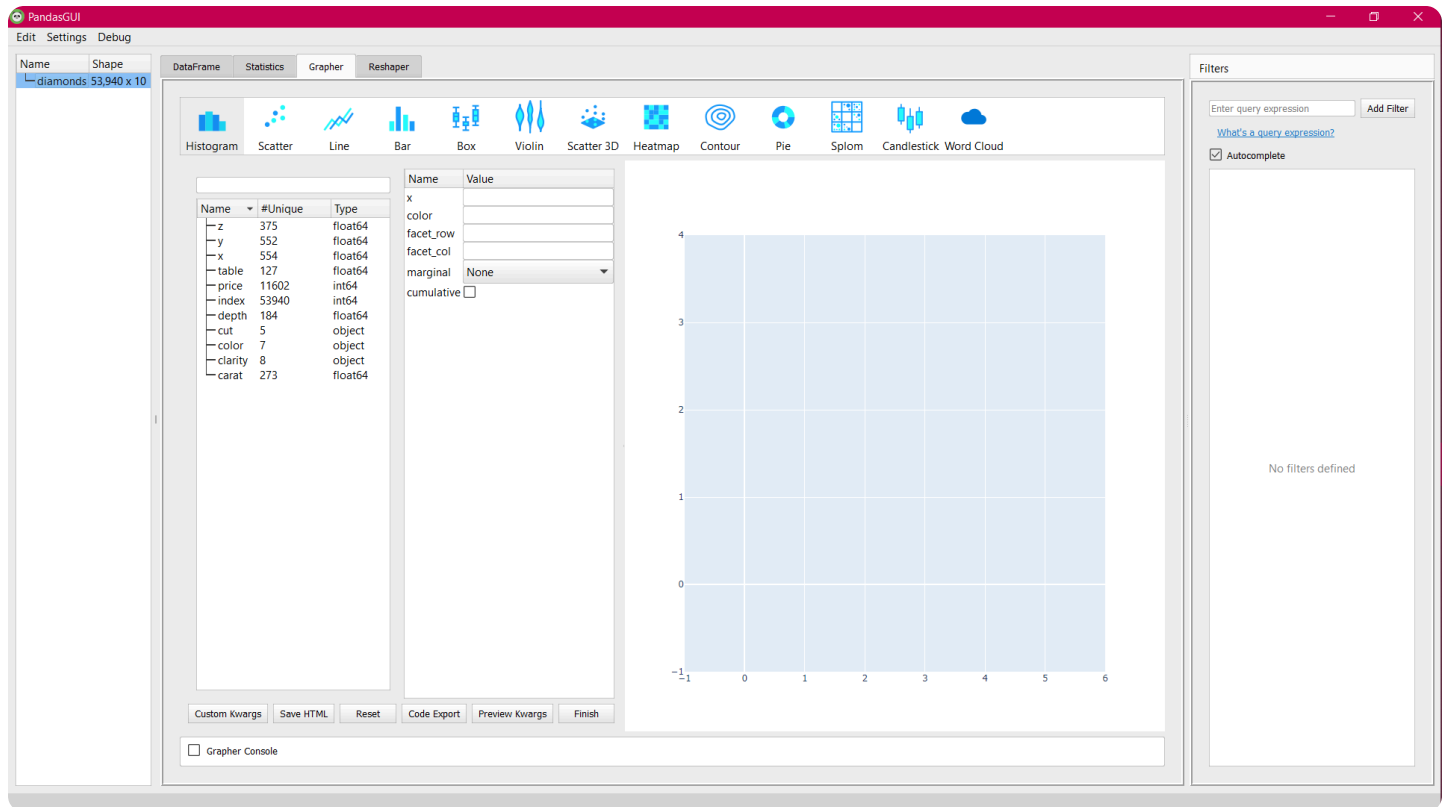 PandasGUI
Edit Settings Debug
Name Shape
diamonds 53,940 x 10
DataFrame Statistics Grapher Reshaper
Histogram Scatter Line Bar Box Violin Scatter 3D Heatmap Contour Pie Splom Candlestick Word Cloud
Name #Unique Type
z 375 float64
y 552 float64
x 554 float64
table 127 float64
price 11602 int64
index 53940 int64
depth 184 float64
cut 5 object
color 7 object
clarity 8 object
carat 273 float64
Name Value
x
color
facet_row
facet_col
marginal None
cumulative
4
3
2
1
0
−1
−1 0 1 2 3 4 5 6
Custom Kwargs Save HTML Reset Code Export Preview Kwargs Finish
Grapher Console
Filters
Enter query expression Add Filter
What's a query expression?
Autocomplete
No filters defined